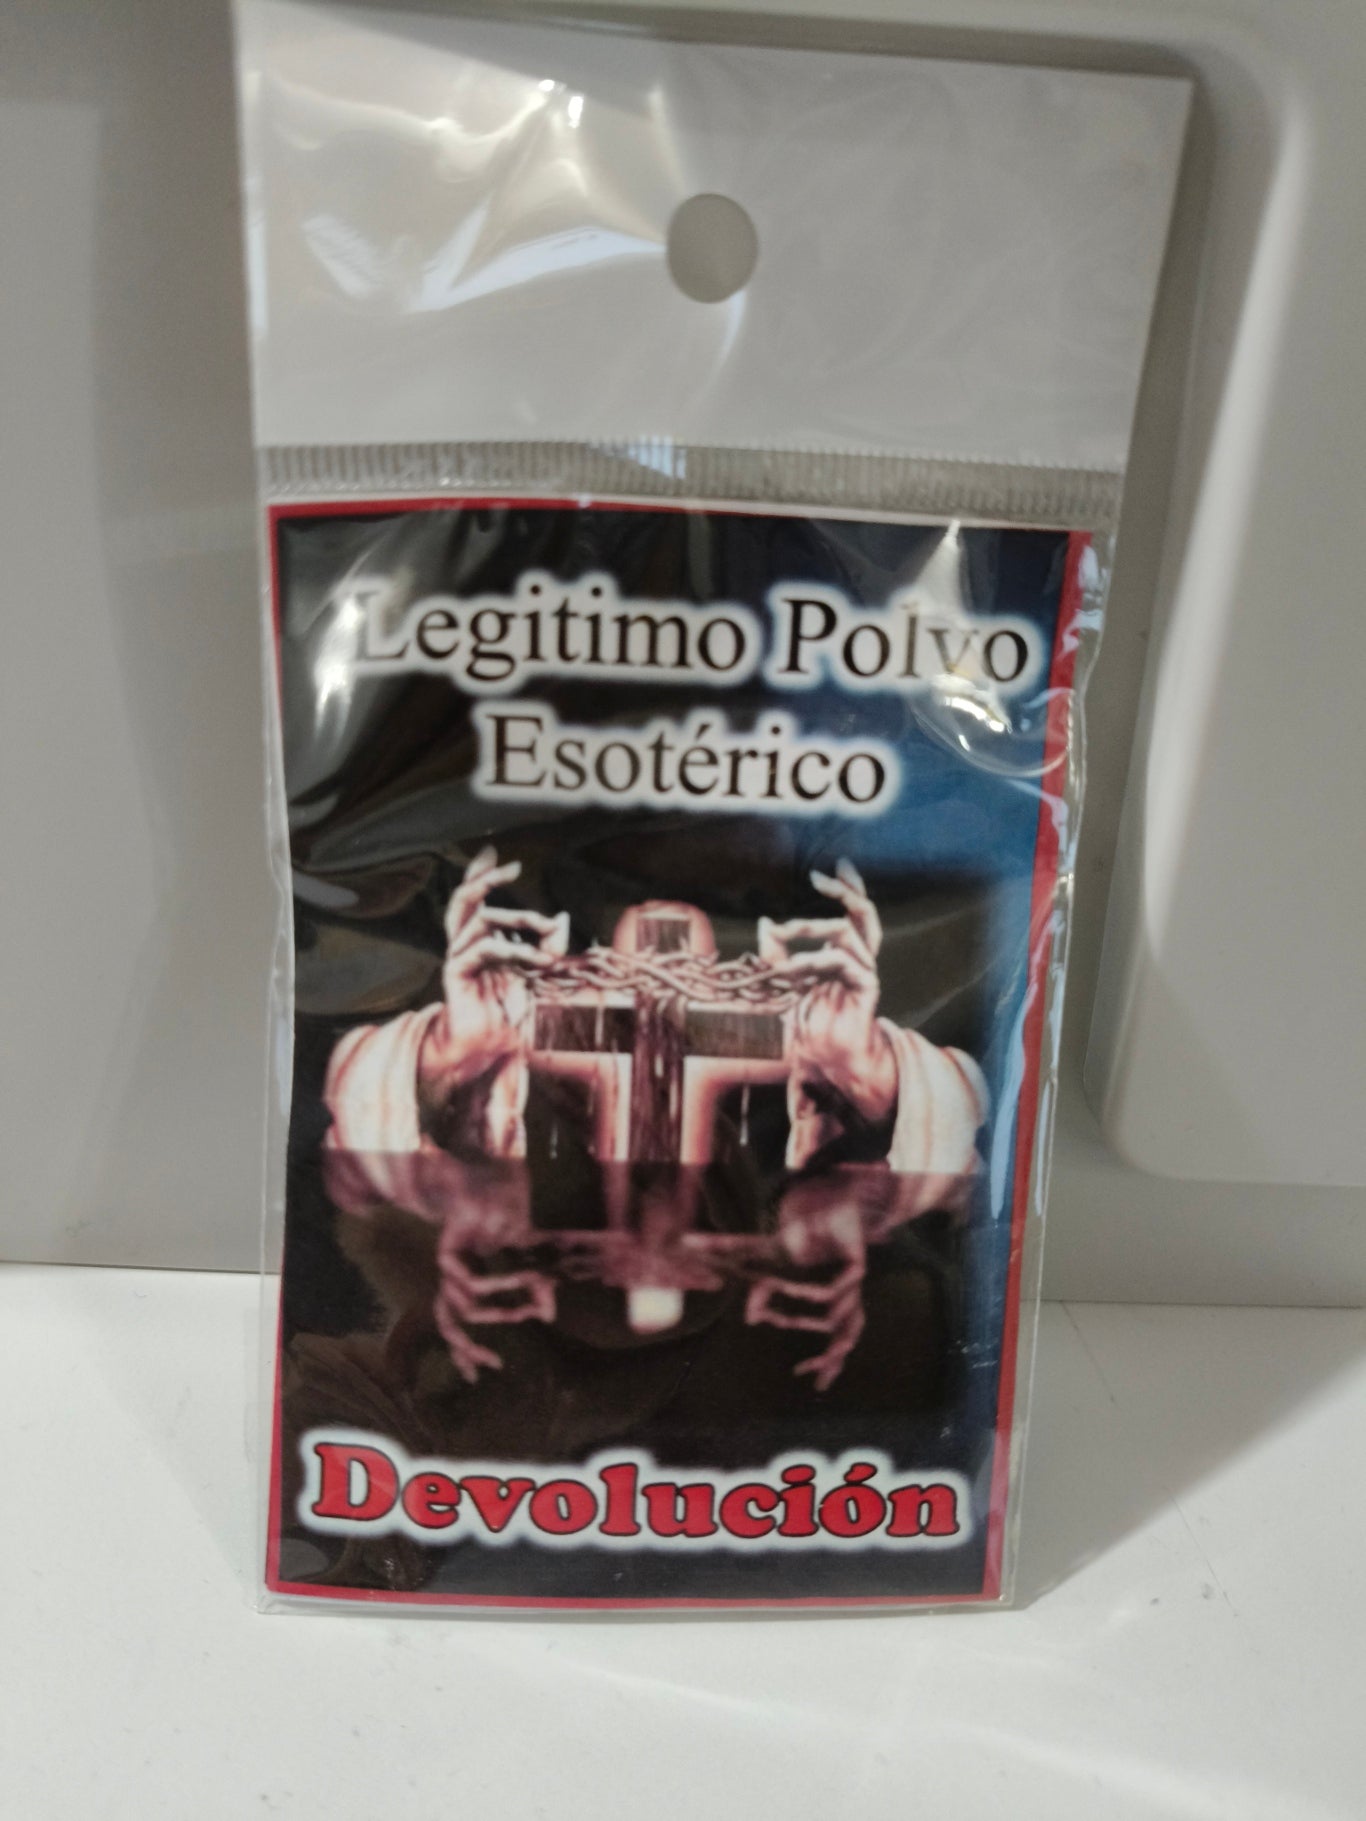 Legitimo Polvo
Esotérico
Devolución